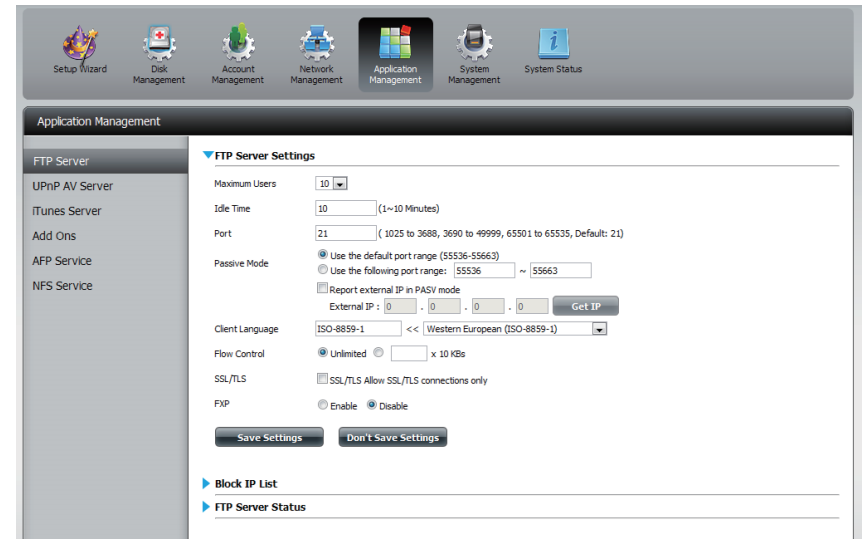 Setup Wizard
Disk Management
Account Management
Network Management
Application Management
System Management
System Status
Application Management
FTP Server
UPnP AV Server
iTunes Server
Add Ons
AFP Service
NFS Service
FTP Server Settings
Maximum Users 10
Idle Time 10 (1~10 Minutes)
Port 21 ( 1025 to 3688, 3690 to 49999, 65501 to 65535, Default: 21)
Passive Mode Use the default port range (55536-55663)
Use the following port range: 55536 ~ 55663
Report external IP in PASV mode
External IP : 0 . 0 . 0 . 0 Get IP
Client Language ISO-8859-1 << Western European (ISO-8859-1)
Flow Control Unlimited x 10 KBs
SSL/TLS SSL/TLS Allow SSL/TLS connections only
FXP Enable Disable
Save Settings Don't Save Settings
Block IP List
FTP Server Status